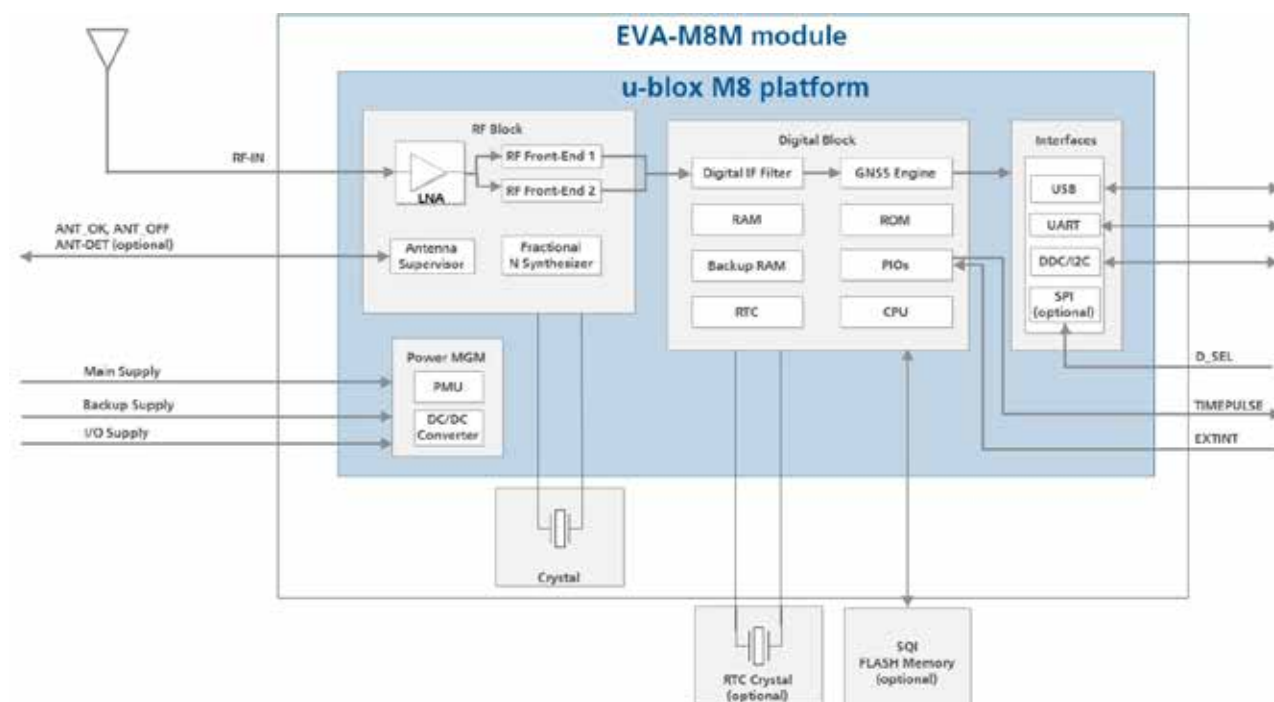 EVA-M8M module
u-blox M8 platform
RF Block
Digital Block
Interfaces
RF-IN
LNA
RF Front-End 1
RF Front-End 2
Digital IF Filter
GNSS Engine
USB
RAM
ROM
UART
ANT_OK, ANT_OFF
ANT-DET (optional)
Antenna
Supervisor
Fractional
N Synthesizer
Backup RAM
PIOs
DDC/I2C
RTC
CPU
SPI
(optional)
Power MGM
PMU
DC/DC
Converter
Main Supply
Backup Supply
I/O Supply
D_SEL
TIMEPULSE
EXTINT
Crystal
RTC Crystal
(optional)
SQI
FLASH Memory
(optional)